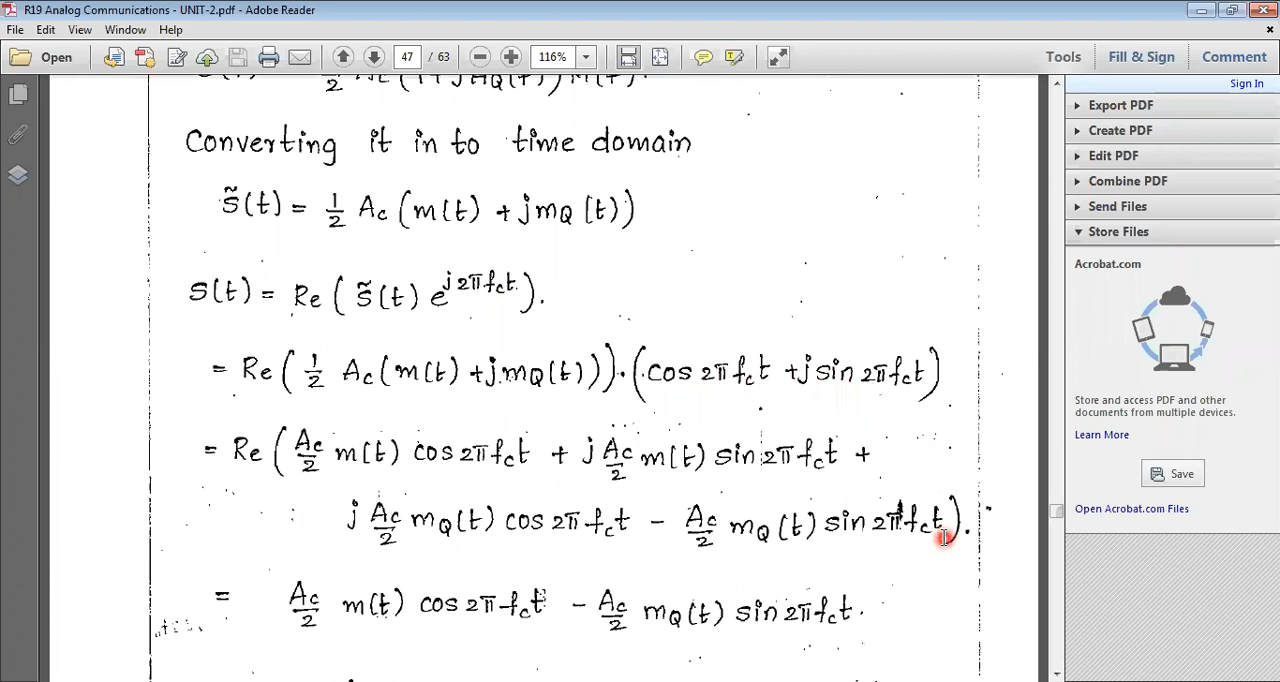 R19 Analog Communications - UNIT-2.pdf - Adobe Reader
File Edit View Window Help
Open 47 / 63 116% Tools Fill & Sign Comment
Sign In
Export PDF
Create PDF
Edit PDF
Combine PDF
Send Files
Store Files
Acrobat.com
Store and access PDF and other
documents from multiple devices.
Learn More
Save
Open Acrobat.com Files
Converting it in to time domain
S̃(t) = 1/2 Ac (m(t) + jmQ(t))
S(t) = Re ( S̃(t) e^{j2πfct} ).
= Re ( 1/2 Ac (m(t) + jmQ(t)) ) . ( cos 2πfct + j sin 2πfct )
= Re ( Ac/2 m(t) cos 2πfct + j Ac/2 m(t) sin 2πfct +
j Ac/2 mQ(t) cos 2πfct - Ac/2 mQ(t) sin 2πfct ).
= Ac/2 m(t) cos 2πfct - Ac/2 mQ(t) sin 2πfct.